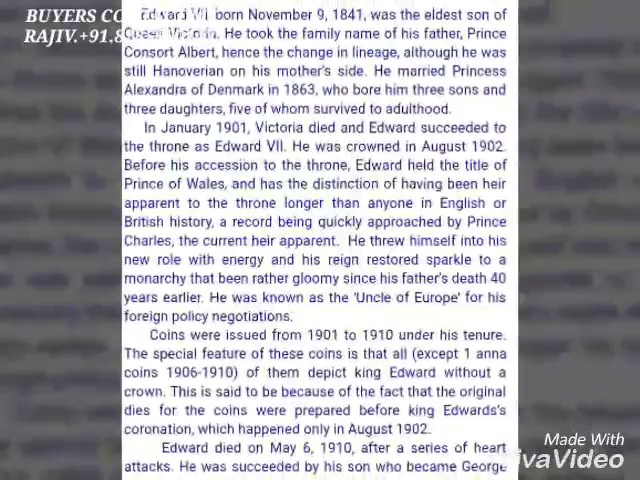 BUYERS CO
RAJIV.+91.8
Edward VII born November 9, 1841, was the eldest son of
Queen Victoria. He took the family name of his father, Prince
Consort Albert, hence the change in lineage, although he was
still Hanoverian on his mother's side. He married Princess
Alexandra of Denmark in 1863, who bore him three sons and
three daughters, five of whom survived to adulthood.
In January 1901, Victoria died and Edward succeeded to
the throne as Edward VII. He was crowned in August 1902.
Before his accession to the throne, Edward held the title of
Prince of Wales, and has the distinction of having been heir
apparent to the throne longer than anyone in English or
British history, a record being quickly approached by Prince
Charles, the current heir apparent. He threw himself into his
new role with energy and his reign restored sparkle to a
monarchy that been rather gloomy since his father's death 40
years earlier. He was known as the 'Uncle of Europe' for his
foreign policy negotiations.
Coins were issued from 1901 to 1910 under his tenure.
The special feature of these coins is that all (except 1 anna
coins 1906-1910) of them depict king Edward without a
crown. This is said to be because of the fact that the original
dies for the coins were prepared before king Edwards's
coronation, which happened only in August 1902.
Edward died on May 6, 1910, after a series of heart
attacks. He was succeeded by his son who became George
Made With
VivaVideo